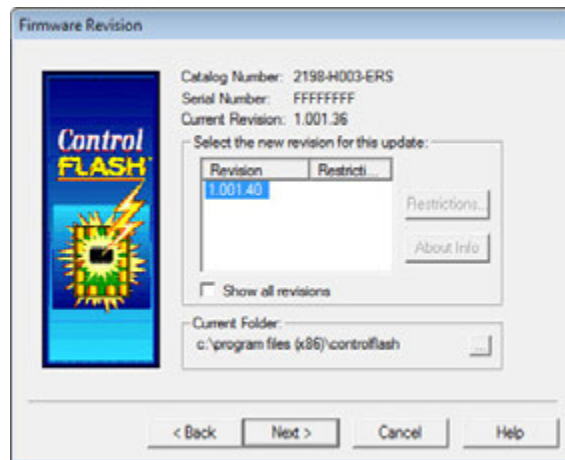 Firmware Revision
Control
FLASH
Catalog Number: 2198-H003-ERS
Serial Number: FFFFFFFF
Current Revision: 1.001.36
Select the new revision for this update:
Revision Restricti...
1.001.40
Restrictions...
About Info
Show all revisions
Current Folder:
c:\program files (x86)\controlflash
...
< Back Next > Cancel Help